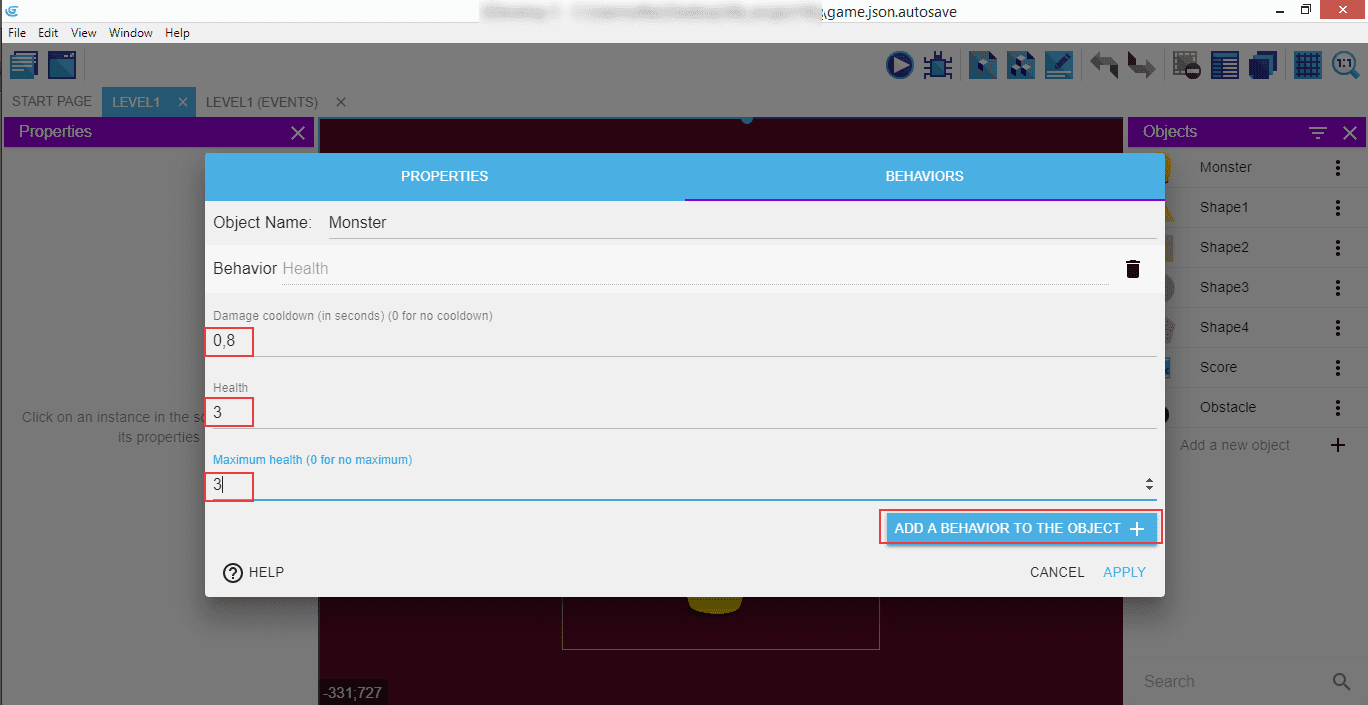 \game.json.autosave
File Edit View Window Help
1:1
START PAGE LEVEL1 LEVEL1 (EVENTS)
Properties
Objects
PROPERTIES BEHAVIORS
Object Name: Monster
Behavior Health
Damage cooldown (in seconds) (0 for no cooldown)
0,8
Health
3
Maximum health (0 for no maximum)
3
ADD A BEHAVIOR TO THE OBJECT
HELP CANCEL APPLY
Click on an instance in the
its properties
Monster
Shape1
Shape2
Shape3
Shape4
Score
Obstacle
Add a new object
Search
-331;727